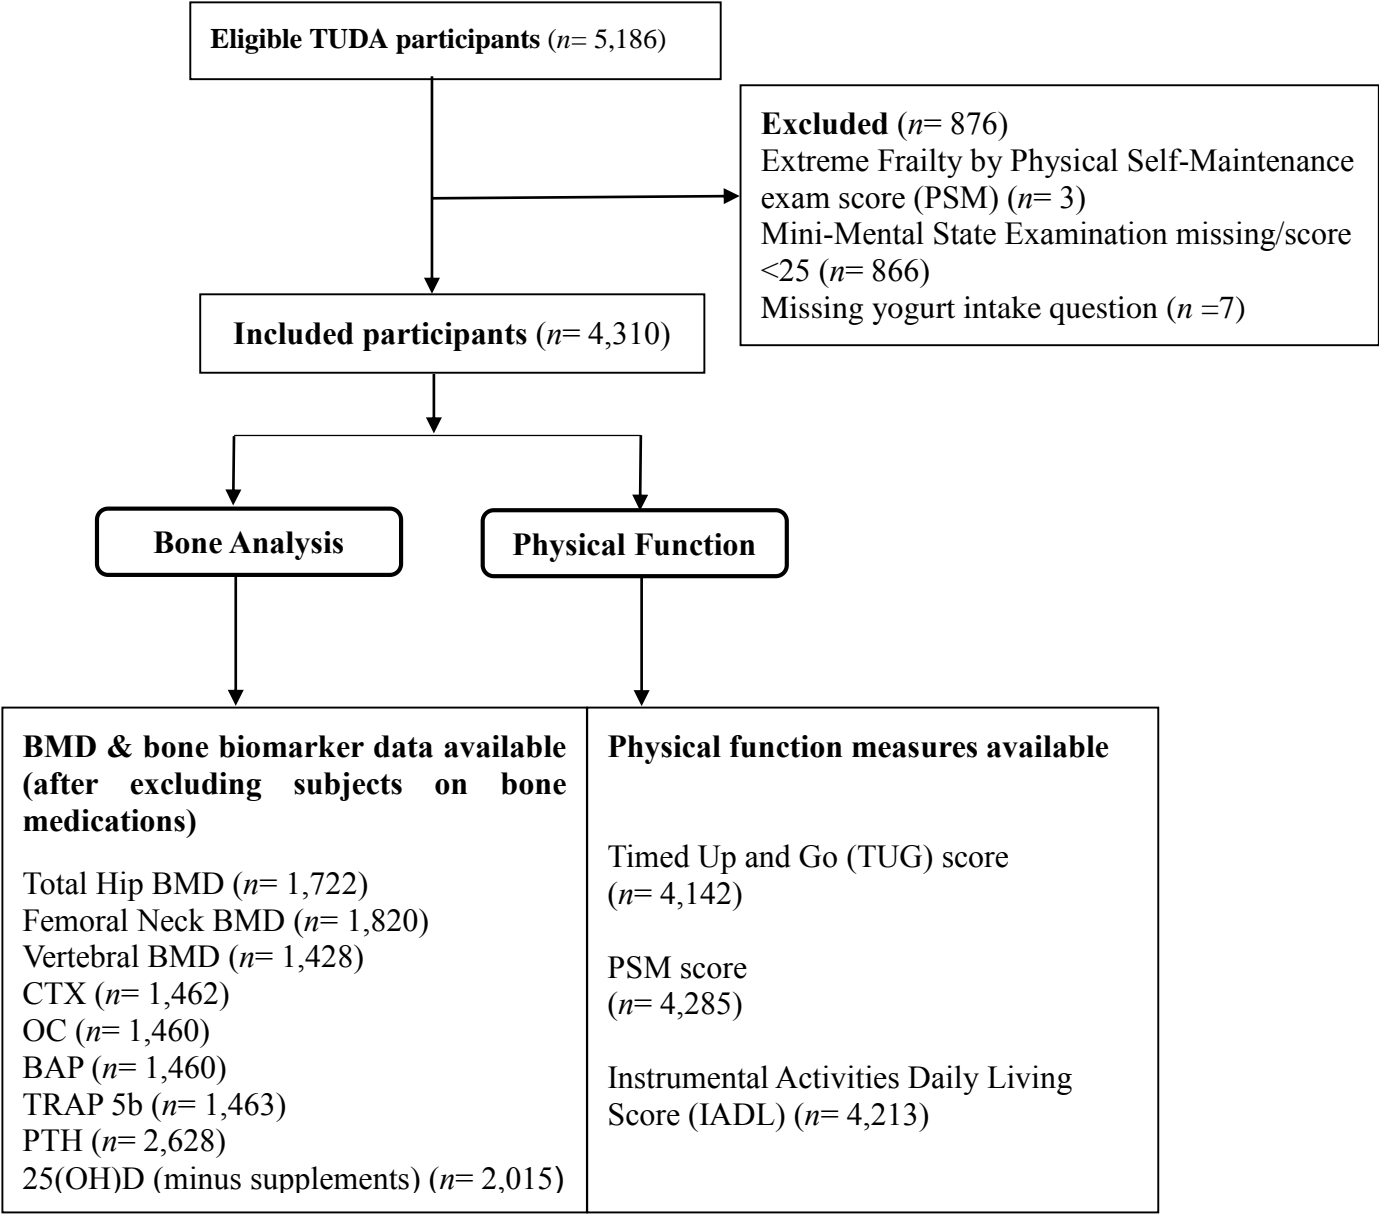 Eligible TUDA participants (n= 5,186)
Excluded (n= 876)
Extreme Frailty by Physical Self-Maintenance
exam score (PSM) (n= 3)
Mini-Mental State Examination missing/score
<25 (n= 866)
Missing yogurt intake question (n =7)
Included participants (n= 4,310)
Bone Analysis
Physical Function
BMD & bone biomarker data available
(after excluding subjects on bone
medications)
Total Hip BMD (n= 1,722)
Femoral Neck BMD (n= 1,820)
Vertebral BMD (n= 1,428)
CTX (n= 1,462)
OC (n= 1,460)
BAP (n= 1,460)
TRAP 5b (n= 1,463)
PTH (n= 2,628)
25(OH)D (minus supplements) (n= 2,015)
Physical function measures available
Timed Up and Go (TUG) score
(n= 4,142)
PSM score
(n= 4,285)
Instrumental Activities Daily Living
Score (IADL) (n= 4,213)